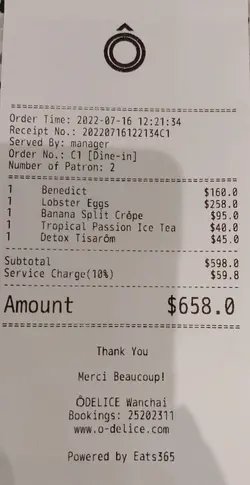 Ô
Order Time: 2022-07-16 12:21:34
Receipt No.: 20220716122134C1
Served By: manager
Order No.: C1 [Dine-in]
Number of Patron: 2
1 Benedict $160.0
1 Lobster Eggs $258.0
1 Banana Split Crêpe $95.0
1 Tropical Passion Ice Tea $40.0
1 Detox Tisarôm $45.0
Subtotal $598.0
Service Charge(10%) $59.8
Amount $658.0
Thank You
Merci Beaucoup!
ÔDELICE Wanchai
Bookings: 25202311
www.o-delice.com
Powered by Eats365